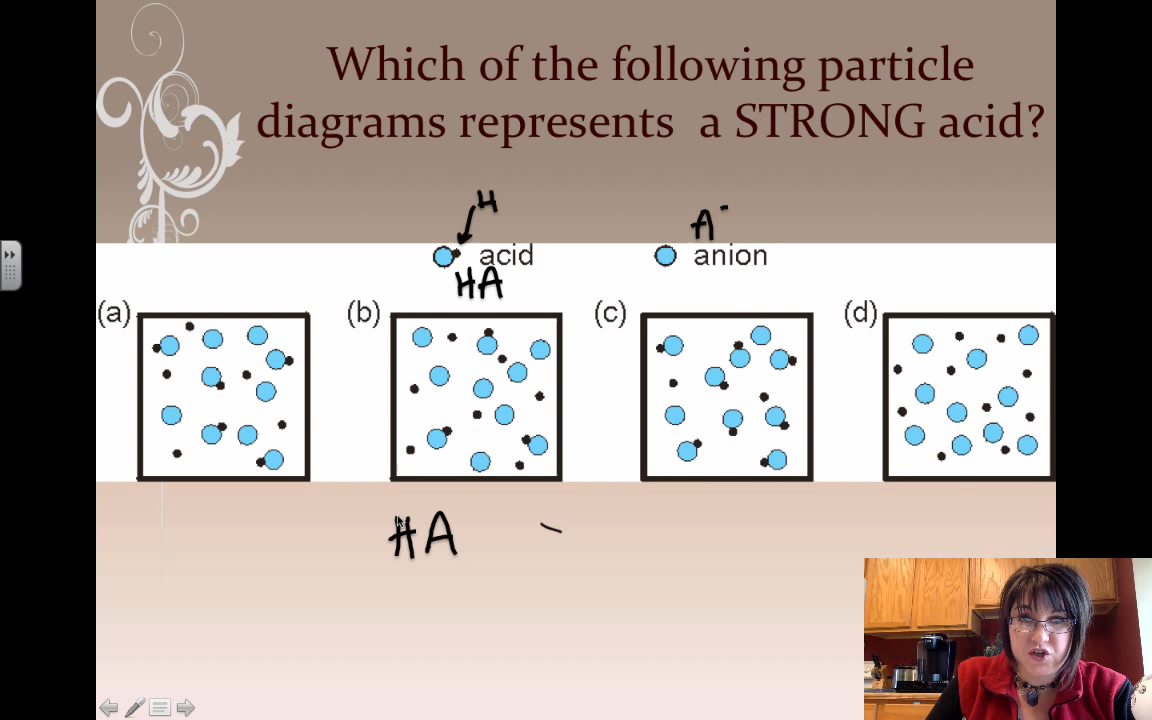 Which of the following particle
diagrams represents a STRONG acid?
H
A⁻
acid
anion
HA
(a)
(b)
(c)
(d)
HA